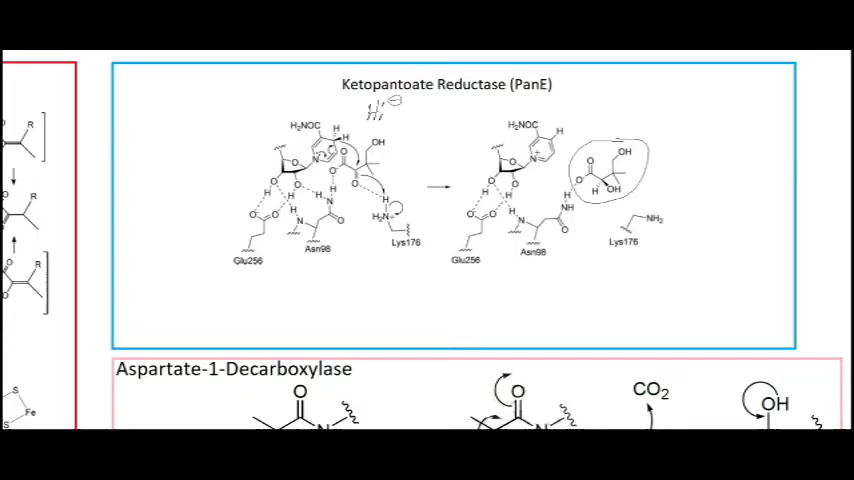 Ketopantoate Reductase (PanE)
H⁻
H₂NOC H
H
OH
N
O
O
O
O
H
H
H
H
H
N
O
O
N
O
H
H₂N+
Glu256
Asn98
Lys176
H₂NOC
H
N+
O
O
OH
O
O
H OH
H
H
H
H
NH
O
O
N
O
NH₂
Glu256
Asn98
Lys176
R
R
O
R
O
S
Fe
S
Aspartate-1-Decarboxylase
O
N
O
N
CO₂
OH